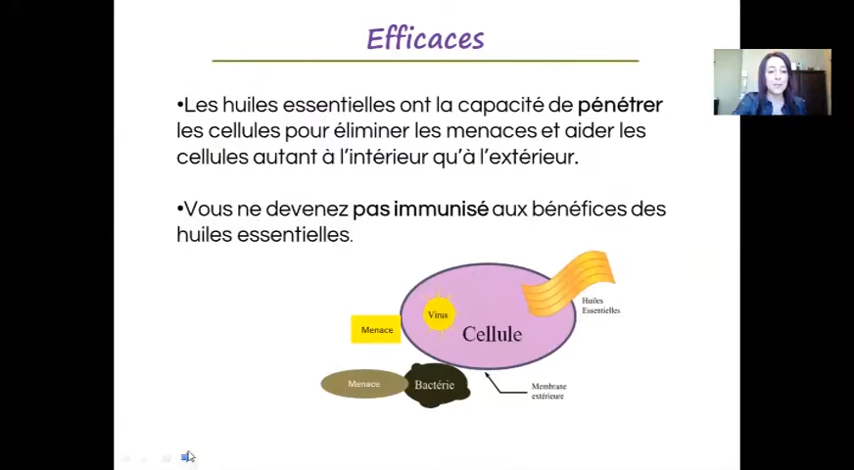 Efficaces
•Les huiles essentielles ont la capacité de pénétrer
les cellules pour éliminer les menaces et aider les
cellules autant à l'intérieur qu'à l'extérieur.
•Vous ne devenez pas immunisé aux bénéfices des
huiles essentielles.
Huiles
Essentielles
Virus
Menace
Cellule
Menace
Bactérie
Membrane
extérieure